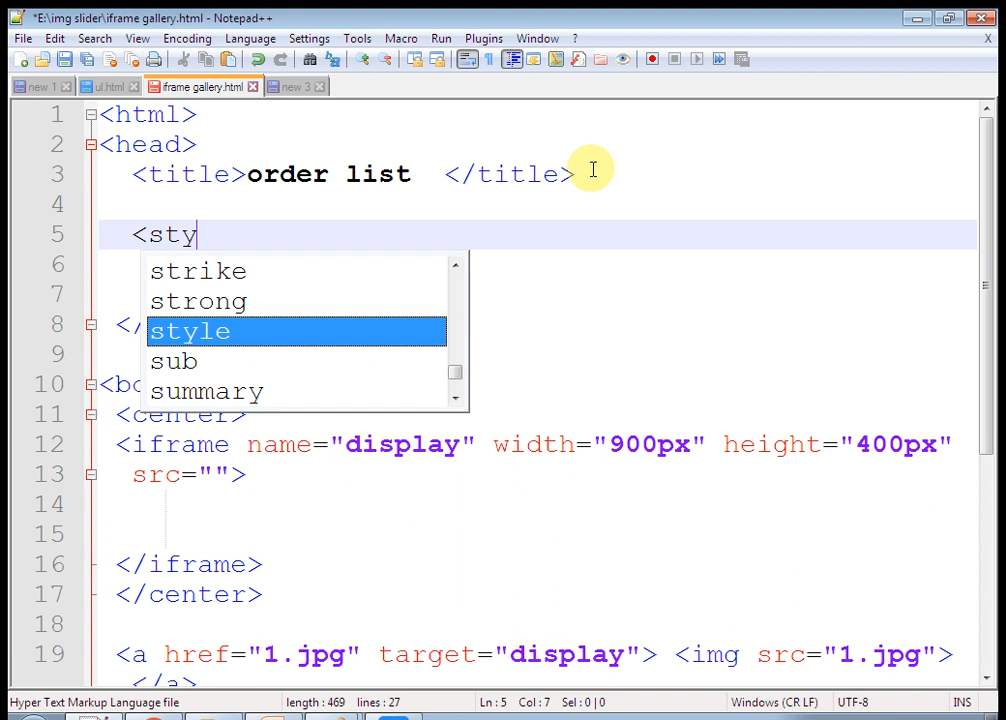 *E:\img slider\iframe gallery.html - Notepad++
File Edit Search View Encoding Language Settings Tools Macro Run Plugins Window ? X
new 1 ul.html iframe gallery.html new 3
1 <html>
2 <head>
3 <title>order list </title>
4
5 <sty
6 strike
7 strong
8 </ style
9 sub
10 <bo summary
11 <center>
12 <iframe name="display" width="900px" height="400px"
13 src="">
14
15
16 </iframe>
17 </center>
18
19 <a href="1.jpg" target="display"> <img src="1.jpg">
</a>
Hyper Text Markup Language file length : 469 lines : 27 Ln : 5 Col : 7 Sel : 0 | 0 Windows (CR LF) UTF-8 INS